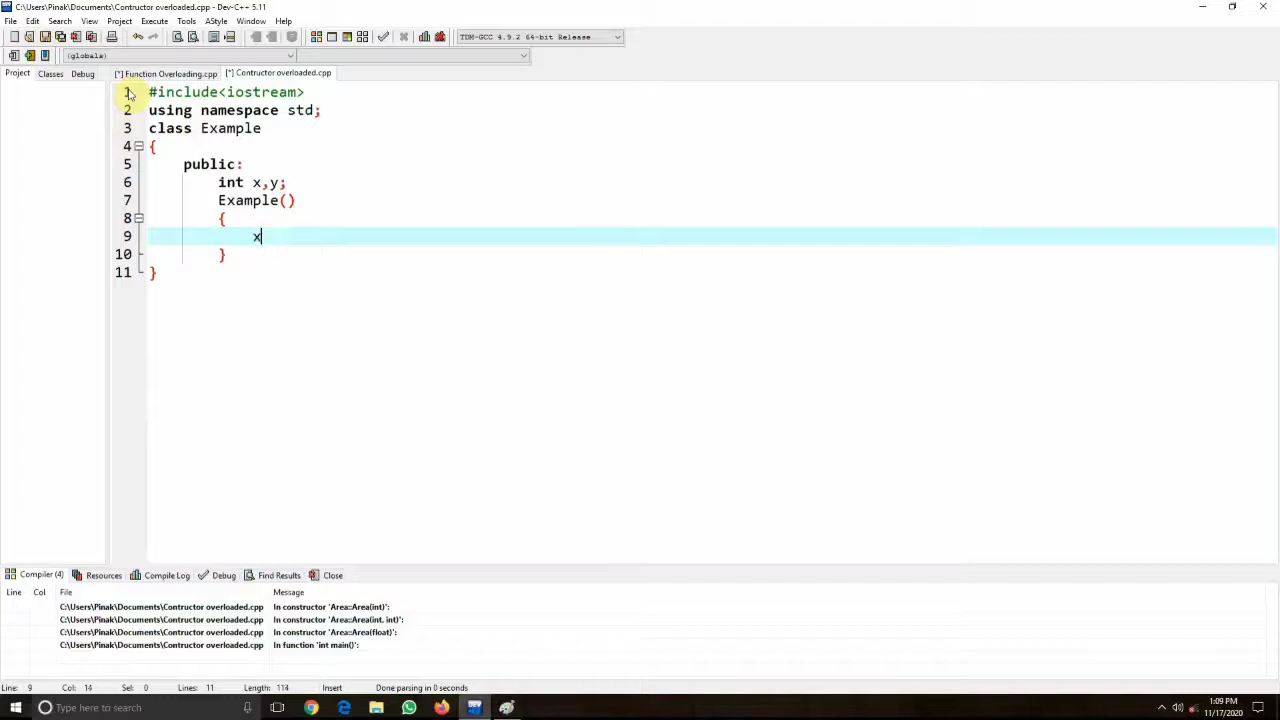 C:\Users\Pinak\Documents\Contructor overloaded.cpp - Dev-C++ 5.11
File Edit Search View Project Execute Tools AStyle Window Help
TDM-GCC 4.9.2 64-bit Release
(globals)
Project Classes Debug [*] Function Overloading.cpp [*] Contructor overloaded.cpp
1 #include<iostream>
2 using namespace std;
3 class Example
4 {
5 public:
6 int x,y;
7 Example()
8 {
9 x
10 }
11 }
Compiler (4) Resources Compile Log Debug Find Results Close
Line Col File Message
C:\Users\Pinak\Documents\Contructor overloaded.cpp In constructor 'Area::Area(int)':
C:\Users\Pinak\Documents\Contructor overloaded.cpp In constructor 'Area::Area(int, int)':
C:\Users\Pinak\Documents\Contructor overloaded.cpp In constructor 'Area::Area(float)':
C:\Users\Pinak\Documents\Contructor overloaded.cpp In function 'int main()':
Line: 9 Col: 14 Sel: 0 Lines: 11 Length: 114 Insert Done parsing in 0 seconds
Type here to search
1:09 PM
11/17/2020